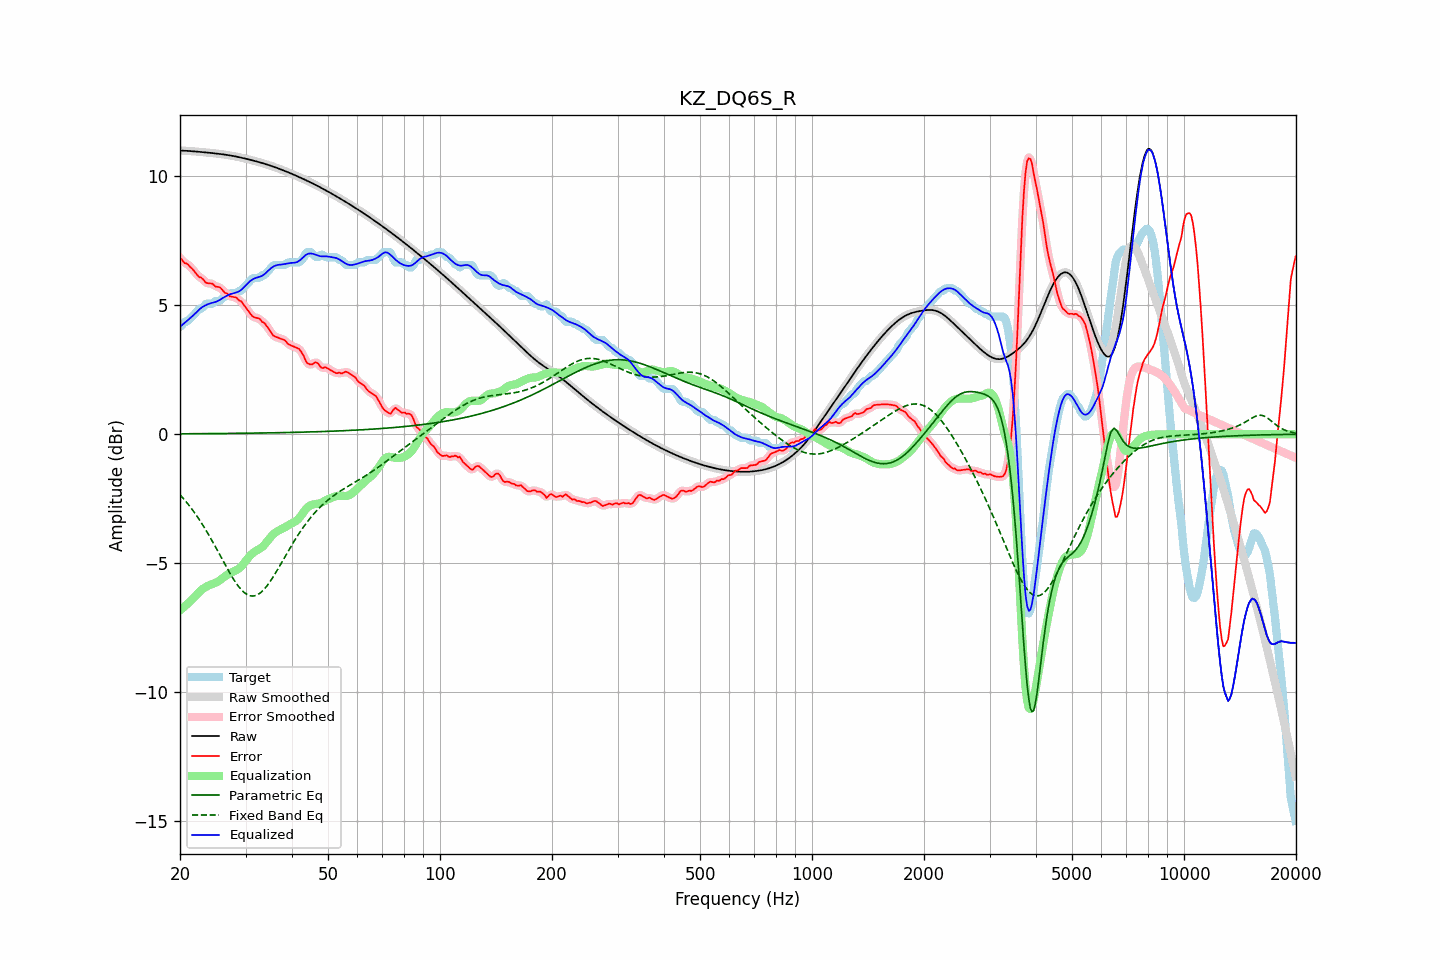 KZ_DQ6S_R
Amplitude (dBr)
10
5
0
−5
−10
−15
Target
Raw Smoothed
Error Smoothed
Raw
Error
Equalization
Parametric Eq
Fixed Band Eq
Equalized
20 50 100 200 500 1000 2000 5000 10000 20000
Frequency (Hz)